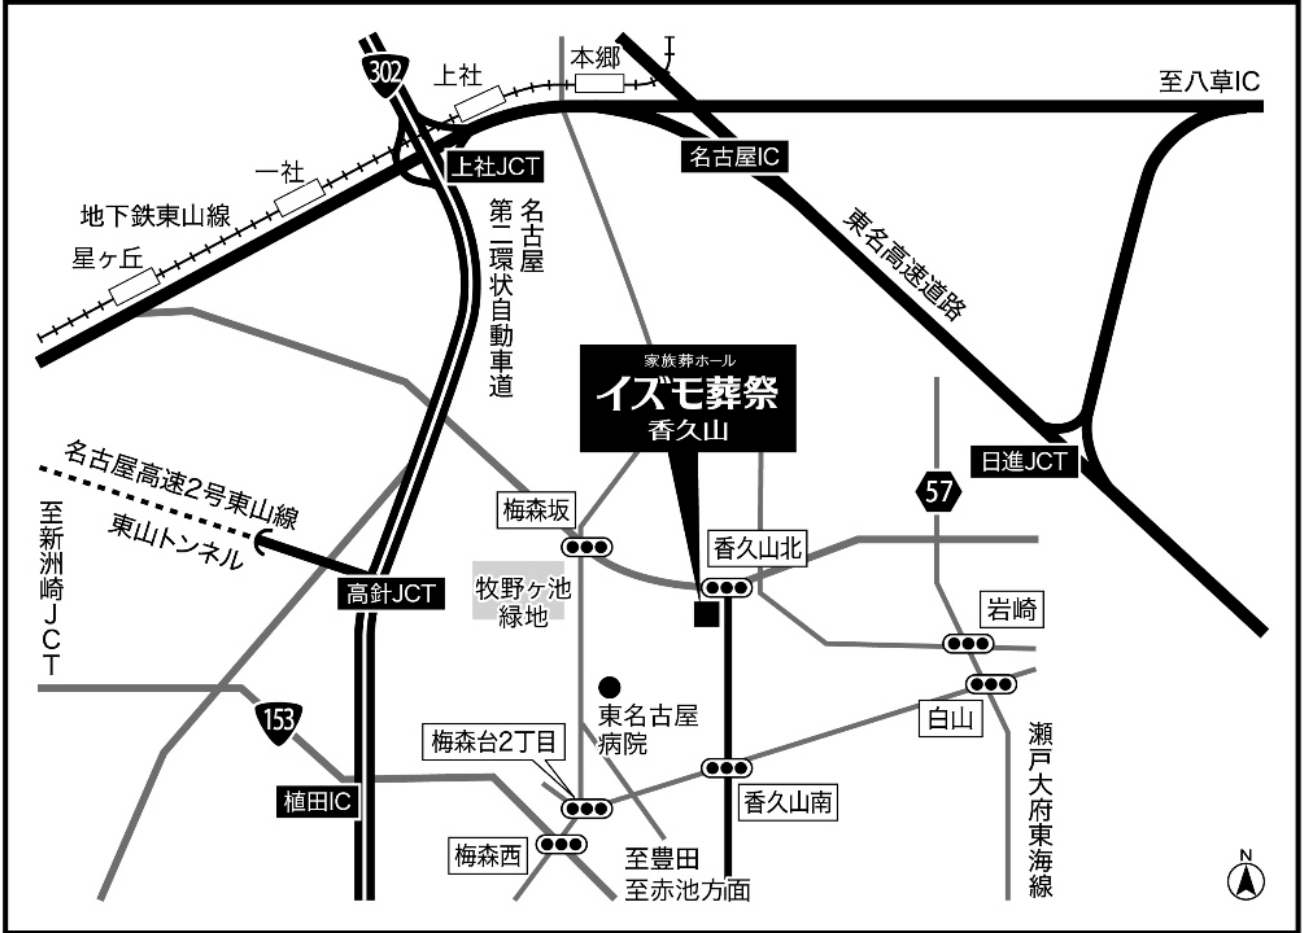 302
上社
本郷
至八草IC
一社
上社JCT
名古屋IC
地下鉄東山線
星ヶ丘
名古屋
第二環状自動車道
東名高速道路
家族葬ホール
イズモ葬祭
香久山
日進JCT
57
名古屋高速2号東山線
東山トンネル
至新洲崎JCT
梅森坂
香久山北
高針JCT
牧野ヶ池
緑地
岩崎
153
東名古屋
病院
白山
梅森台2丁目
瀬戸大府東海線
植田IC
香久山南
梅森西
至豊田
至赤池方面
N